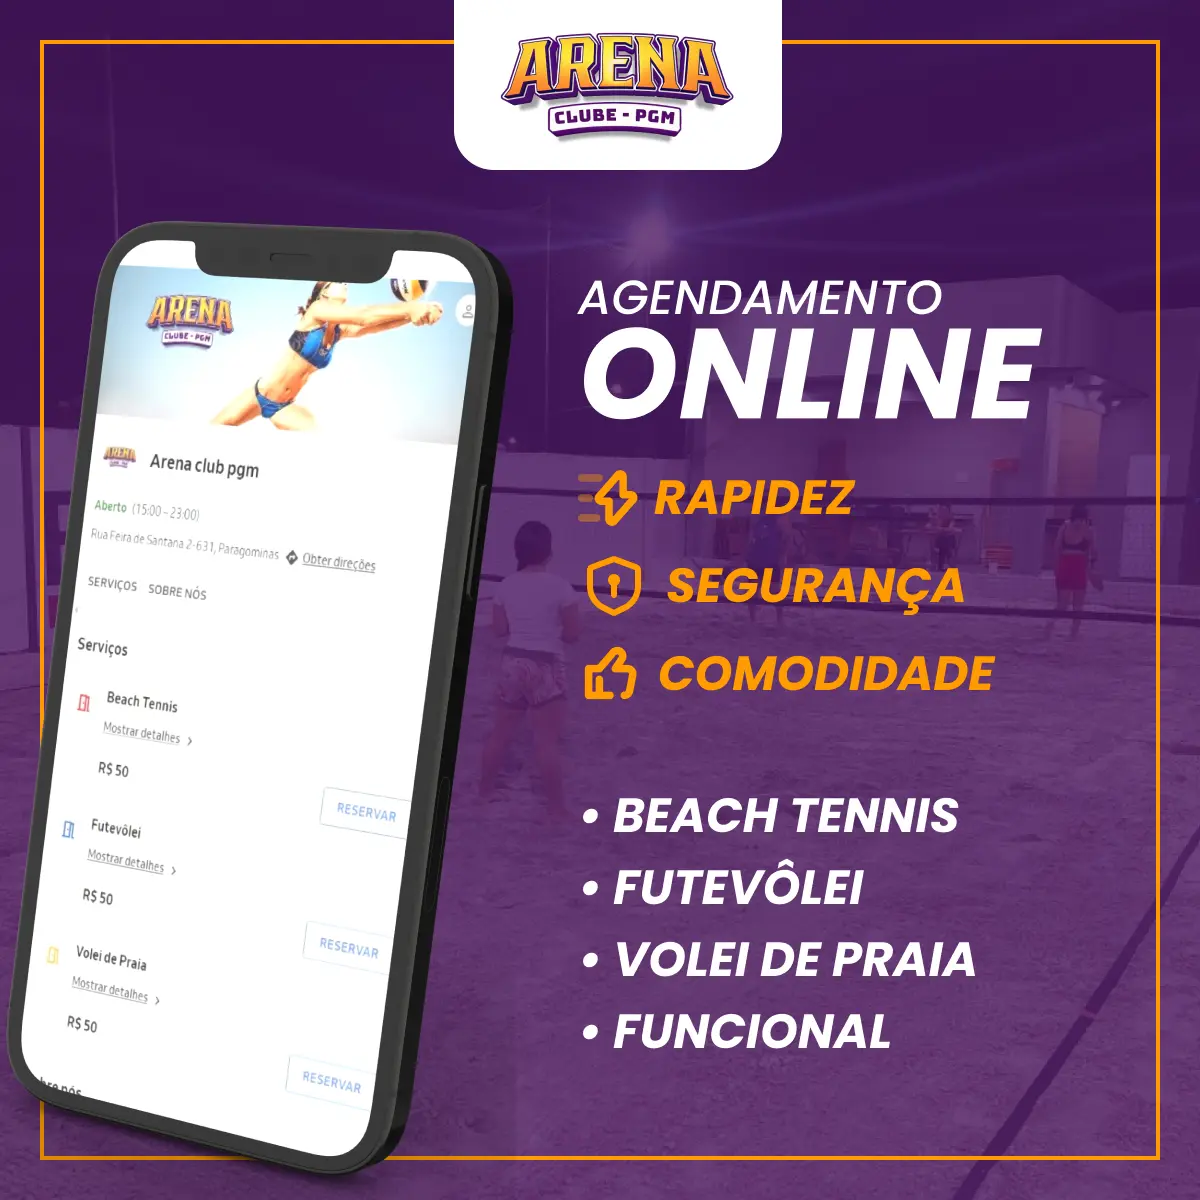 ARENA
CLUBE - PGM
ARENA
CLUBE - PGM
ARENA
Arena club pgm
Aberto (15:00 - 23:00)
Rua Feira de Santana 2-631, Paragominas Obter direções
SERVIÇOS SOBRE NÓS
Serviços
Beach Tennis
Mostrar detalhes >
R$ 50
RESERVAR
Futevôlei
Mostrar detalhes >
R$ 50
RESERVAR
Volei de Praia
Mostrar detalhes >
R$ 50
RESERVAR
bre nós
AGENDAMENTO
ONLINE
RAPIDEZ
SEGURANÇA
COMODIDADE
• BEACH TENNIS
• FUTEVÔLEI
• VOLEI DE PRAIA
• FUNCIONAL